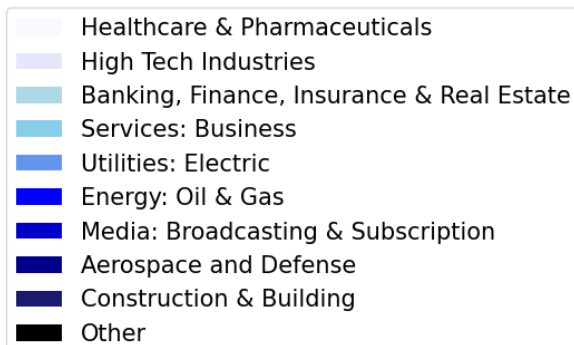 Healthcare & Pharmaceuticals
High Tech Industries
Banking, Finance, Insurance & Real Estate
Services: Business
Utilities: Electric
Energy: Oil & Gas
Media: Broadcasting & Subscription
Aerospace and Defense
Construction & Building
Other